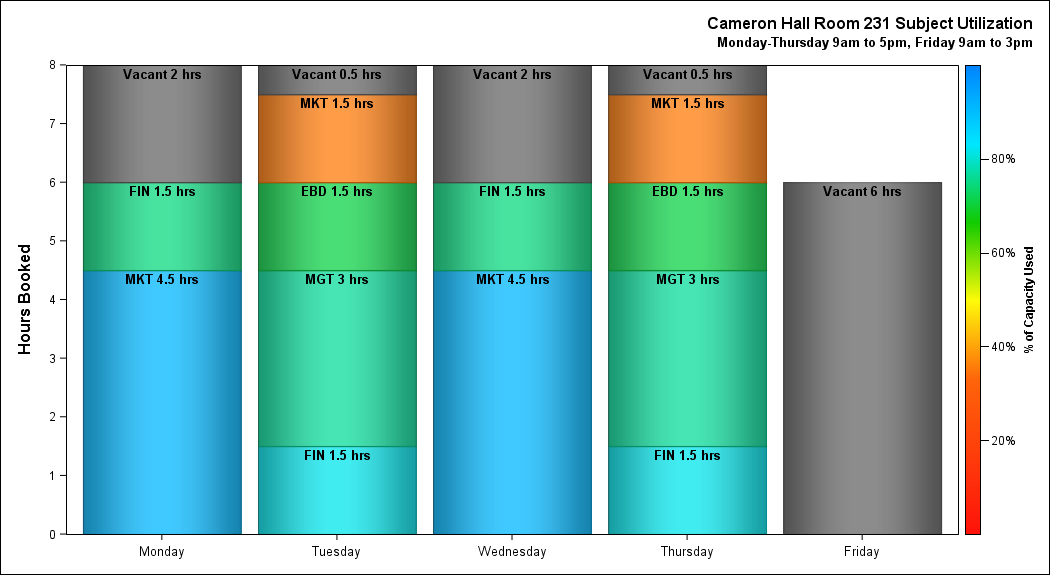 Cameron Hall Room 231 Subject Utilization
Monday-Thursday 9am to 5pm, Friday 9am to 3pm
Hours Booked
8
7
6
5
4
3
2
1
0
Vacant 2 hrs
FIN 1.5 hrs
MKT 4.5 hrs
Vacant 0.5 hrs
MKT 1.5 hrs
EBD 1.5 hrs
MGT 3 hrs
FIN 1.5 hrs
Vacant 2 hrs
FIN 1.5 hrs
MKT 4.5 hrs
Vacant 0.5 hrs
MKT 1.5 hrs
EBD 1.5 hrs
MGT 3 hrs
FIN 1.5 hrs
Vacant 6 hrs
Monday
Tuesday
Wednesday
Thursday
Friday
80%
60%
40%
20%
% of Capacity Used